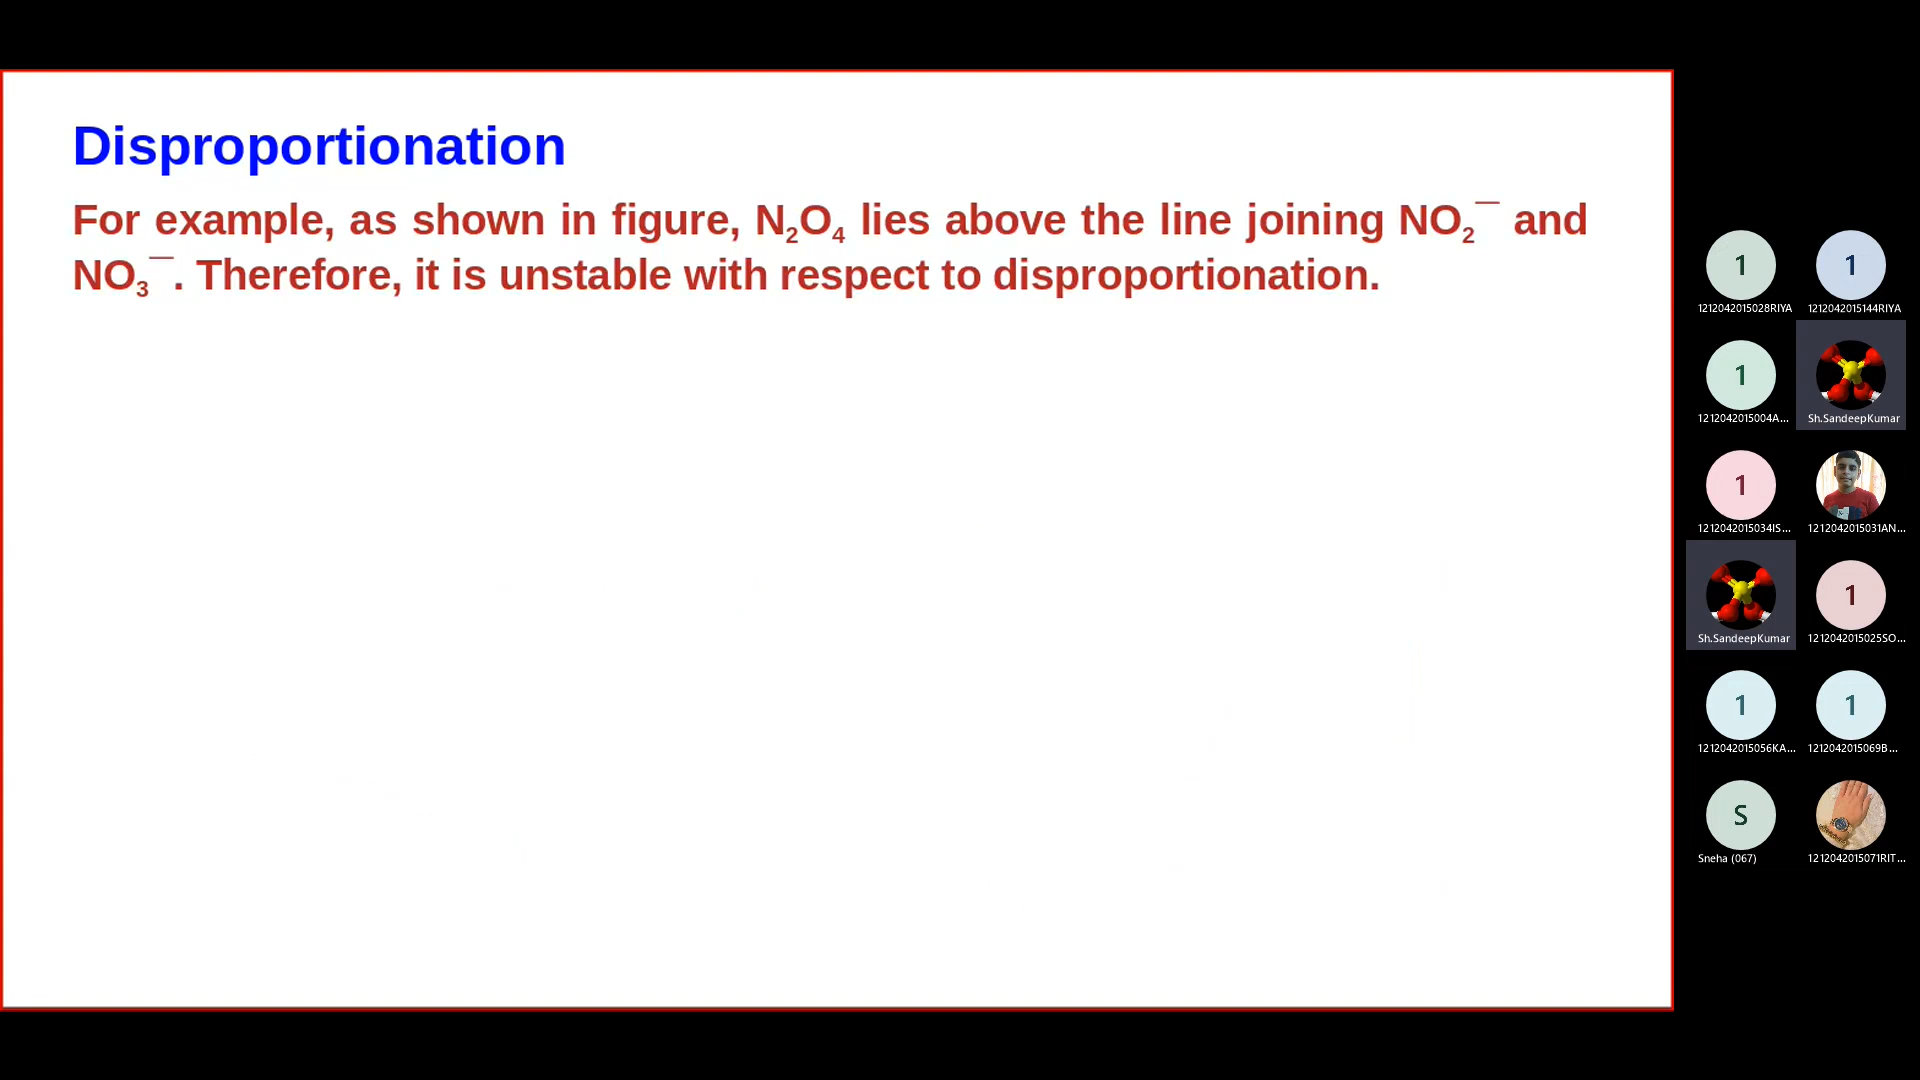 Disproportionation
For example, as shown in figure, N₂O₄ lies above the line joining NO₂¯ and
NO₃¯. Therefore, it is unstable with respect to disproportionation.
1 1
1212042015028RIYA 1212042015144RIYA
1
1212042015004A... Sh.SandeepKumar
1
1212042015034IS... 1212042015031AN...
1
Sh.SandeepKumar 1212042015025SO...
1 1
1212042015056KA... 1212042015069B...
S
Sneha (067) 1212042015071RIT...